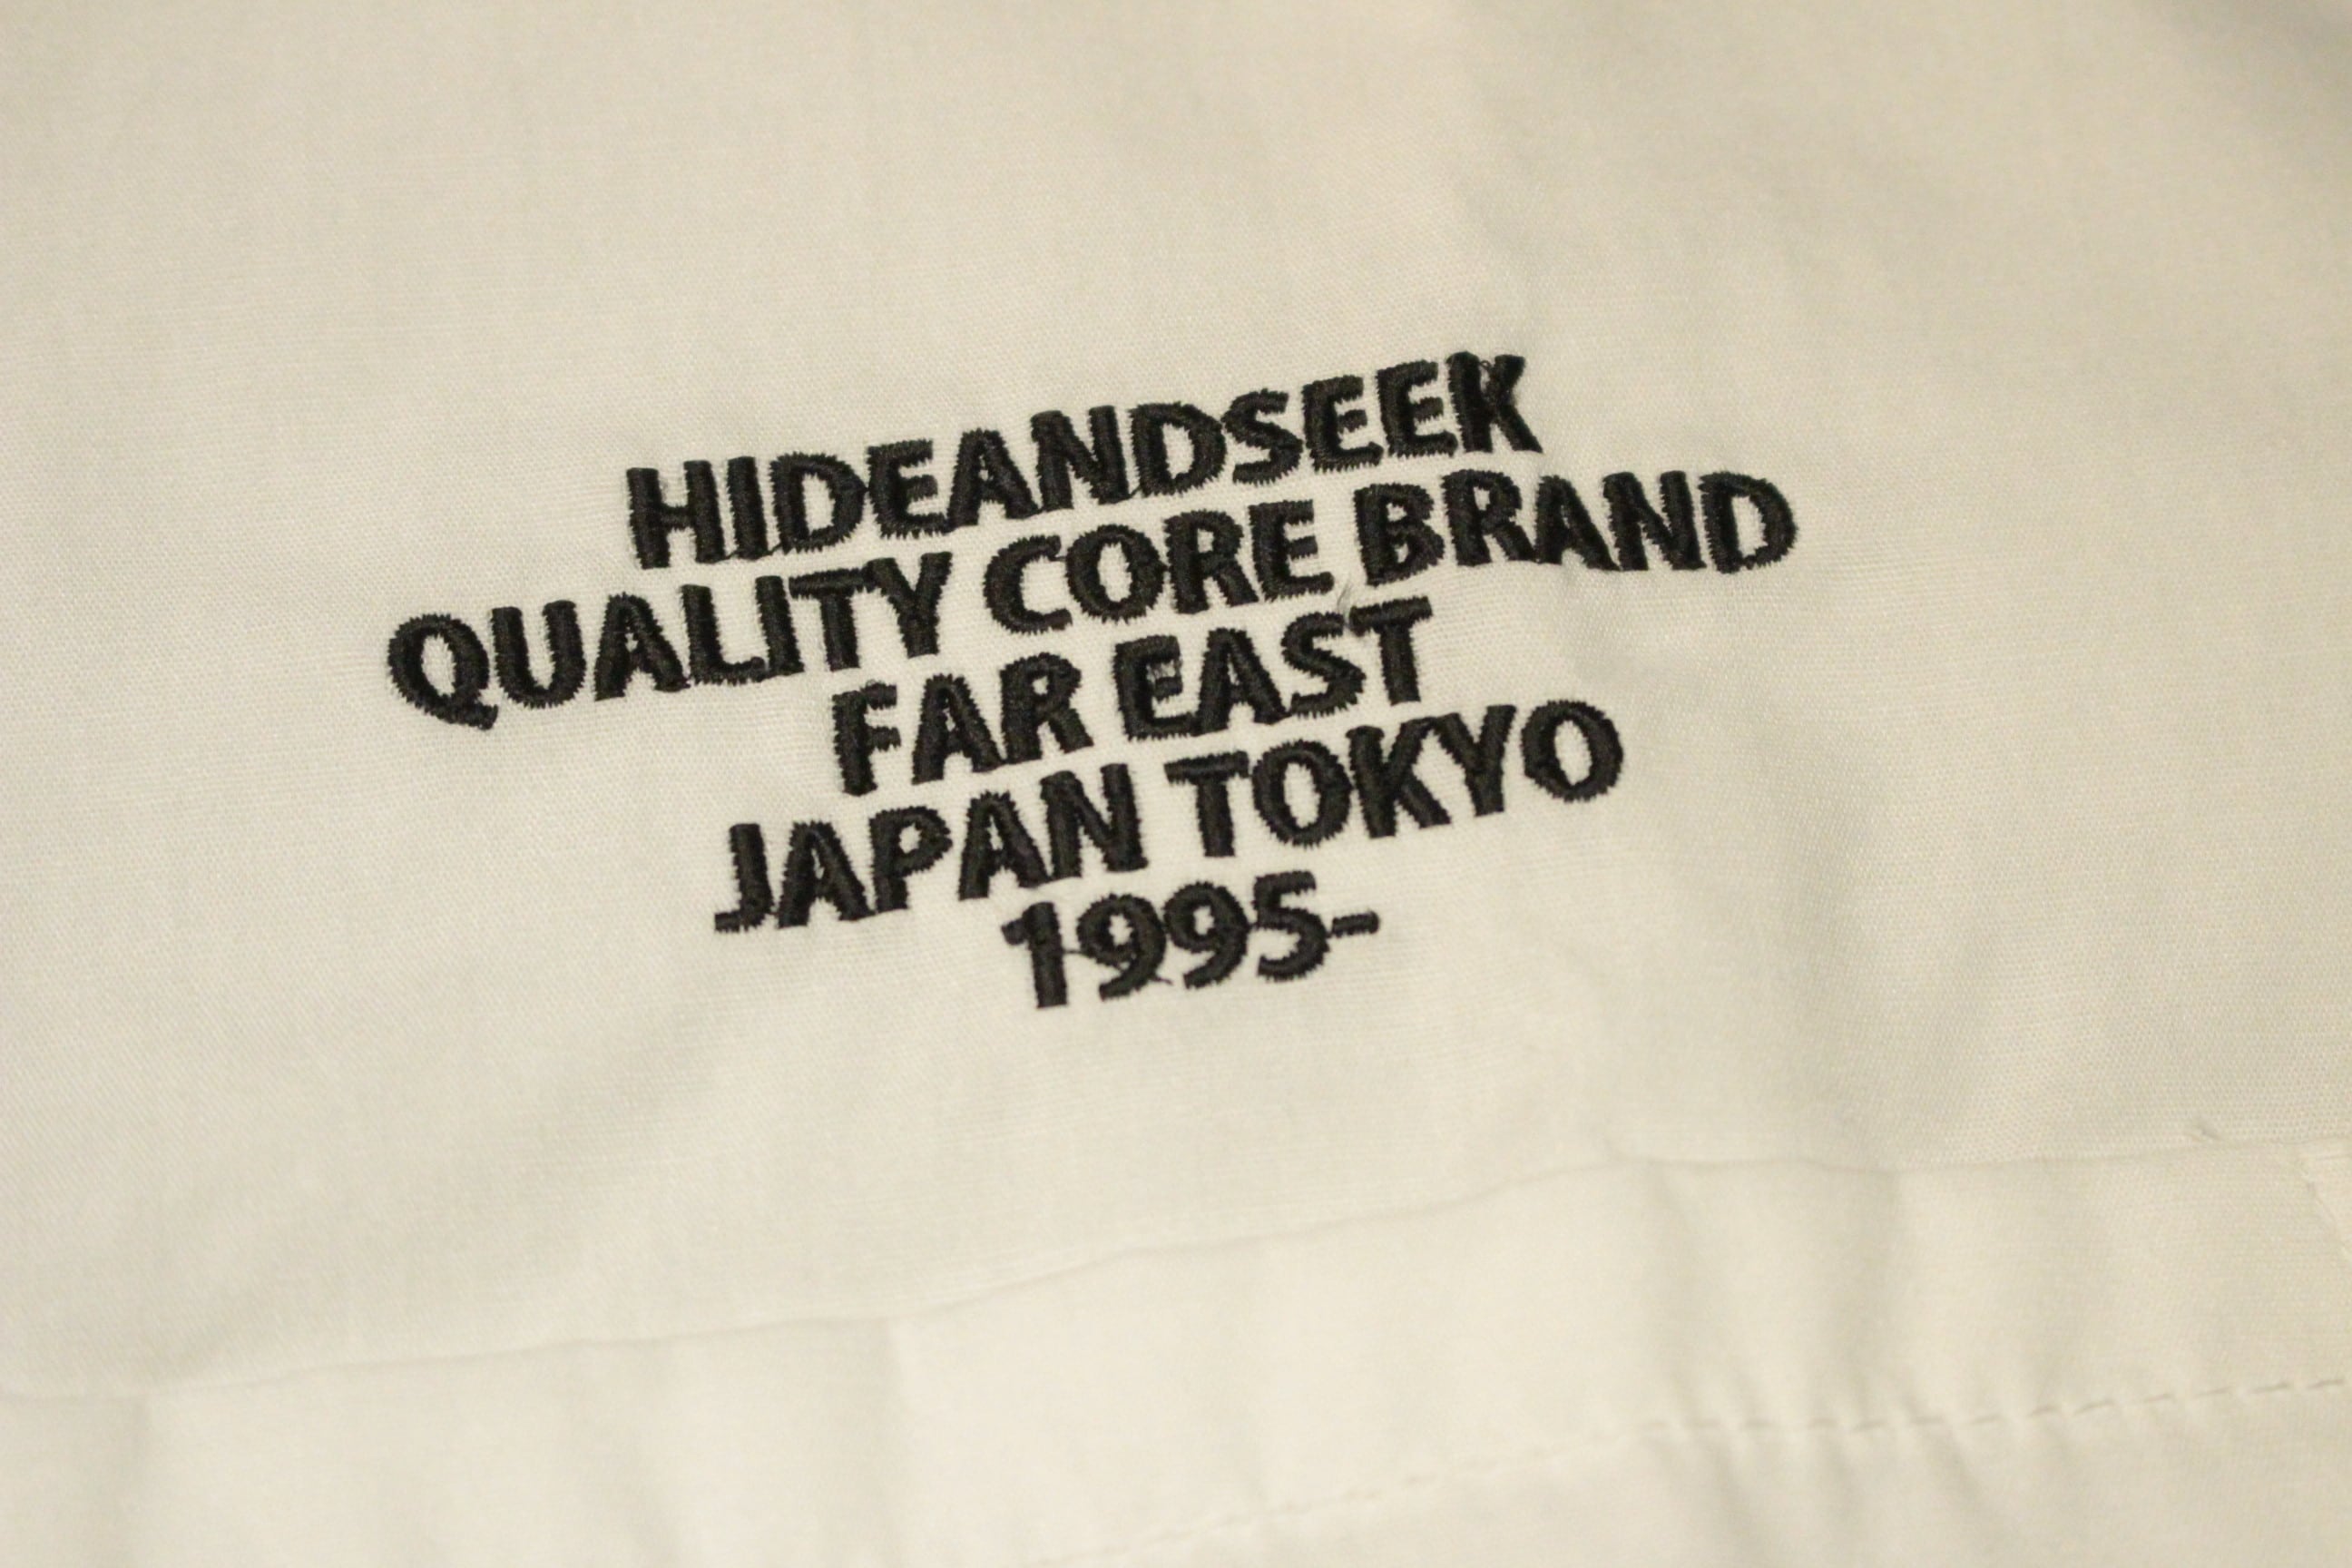 HIDEANDSEEK
QUALITY CORE BRAND
FAR EAST
JAPAN TOKYO
1995-